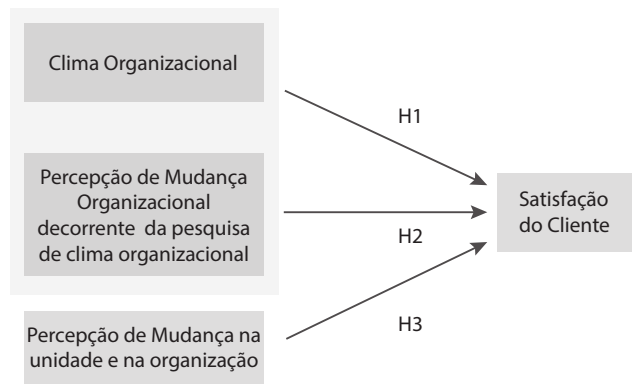 Clima Organizacional
H1
Percepção de Mudança
Organizacional
decorrente da pesquisa
de clima organizacional
Satisfação
do Cliente
H2
Percepção de Mudança na
unidade e na organização
H3